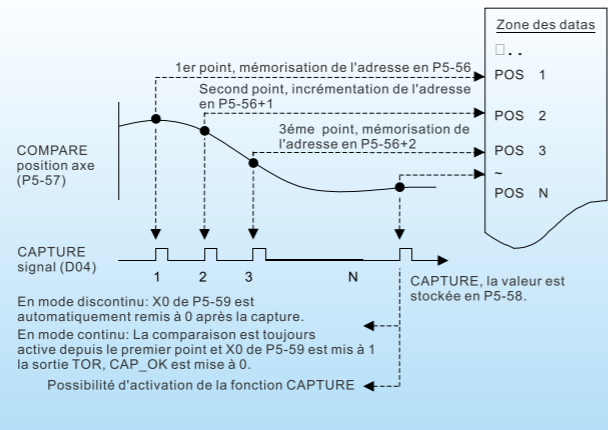 Zone des datas
□..
1er point, mémorisation de l'adresse en P5-56
POS 1
Second point, incrémentation de l'adresse
en P5-56+1
POS 2
3éme point, mémorisation de
l'adresse en P5-56+2
POS 3
~
POS N
COMPARE
position axe
(P5-57)
CAPTURE
signal (D04)
1 2 3 N
CAPTURE, la valeur est
stockée en P5-58.
En mode discontinu: X0 de P5-59 est
automatiquement remis à 0 après la capture.
En mode continu: La comparaison est toujours
active depuis le premier point et X0 de P5-59 est mis à 1
la sortie TOR, CAP_OK est mise à 0.
Possibilité d'activation de la fonction CAPTURE